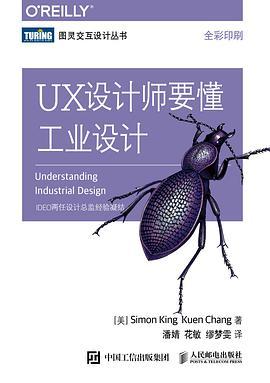 O'REILLY®
TURING
图灵交互设计丛书
全彩印刷
UX设计师要懂
工业设计
Understanding
Industrial Design
IDEO两任设计总监经验凝结
[美] Simon King Kuen Chang 著
潘婧 花敏 缪梦雯 译
中国工信出版集团
人民邮电出版社